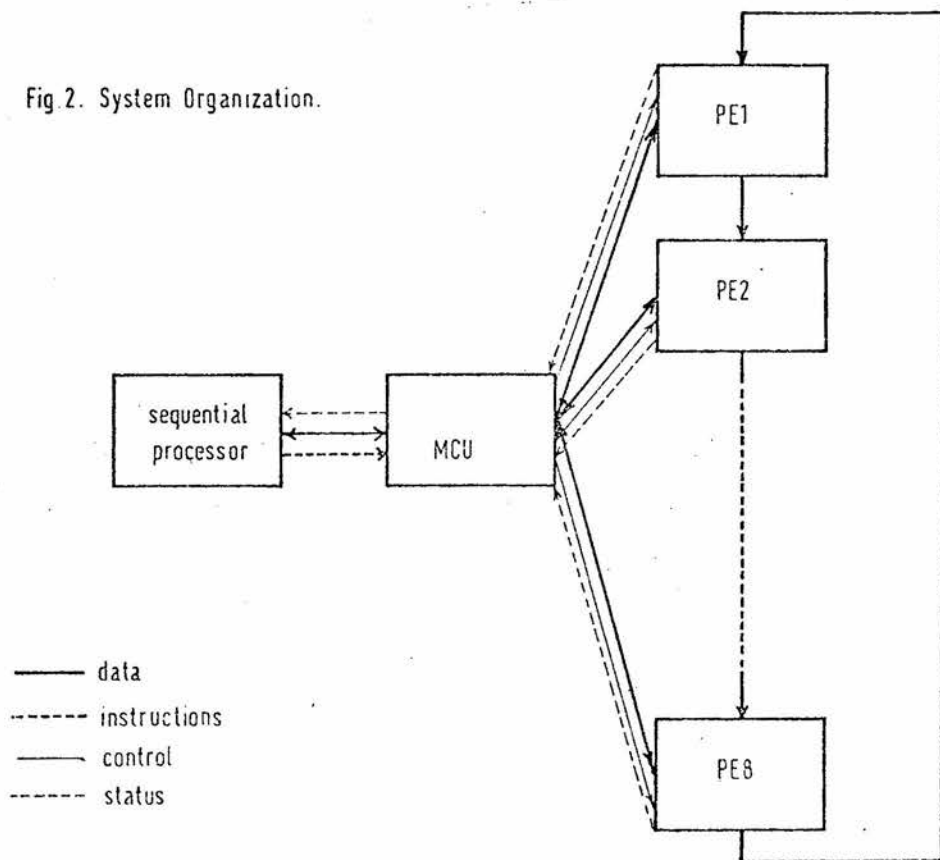 Fig.2. System Organization.
PE1
PE2
sequential
processor
MCU
PE8
data
instructions
control
status